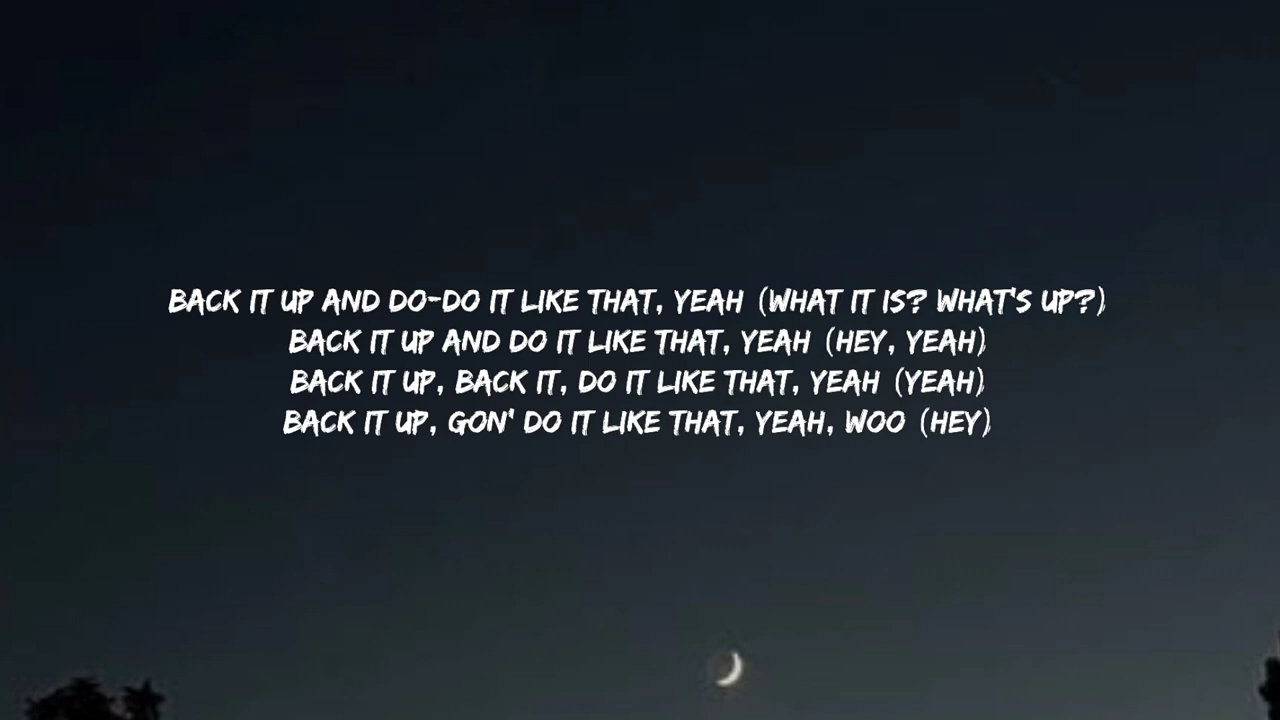 BACK IT UP AND DO-DO IT LIKE THAT, YEAH (WHAT IT IS? WHAT'S UP?)
BACK IT UP AND DO IT LIKE THAT, YEAH (HEY, YEAH)
BACK IT UP, BACK IT, DO IT LIKE THAT, YEAH (YEAH)
BACK IT UP, GON' DO IT LIKE THAT, YEAH, WOO (HEY)